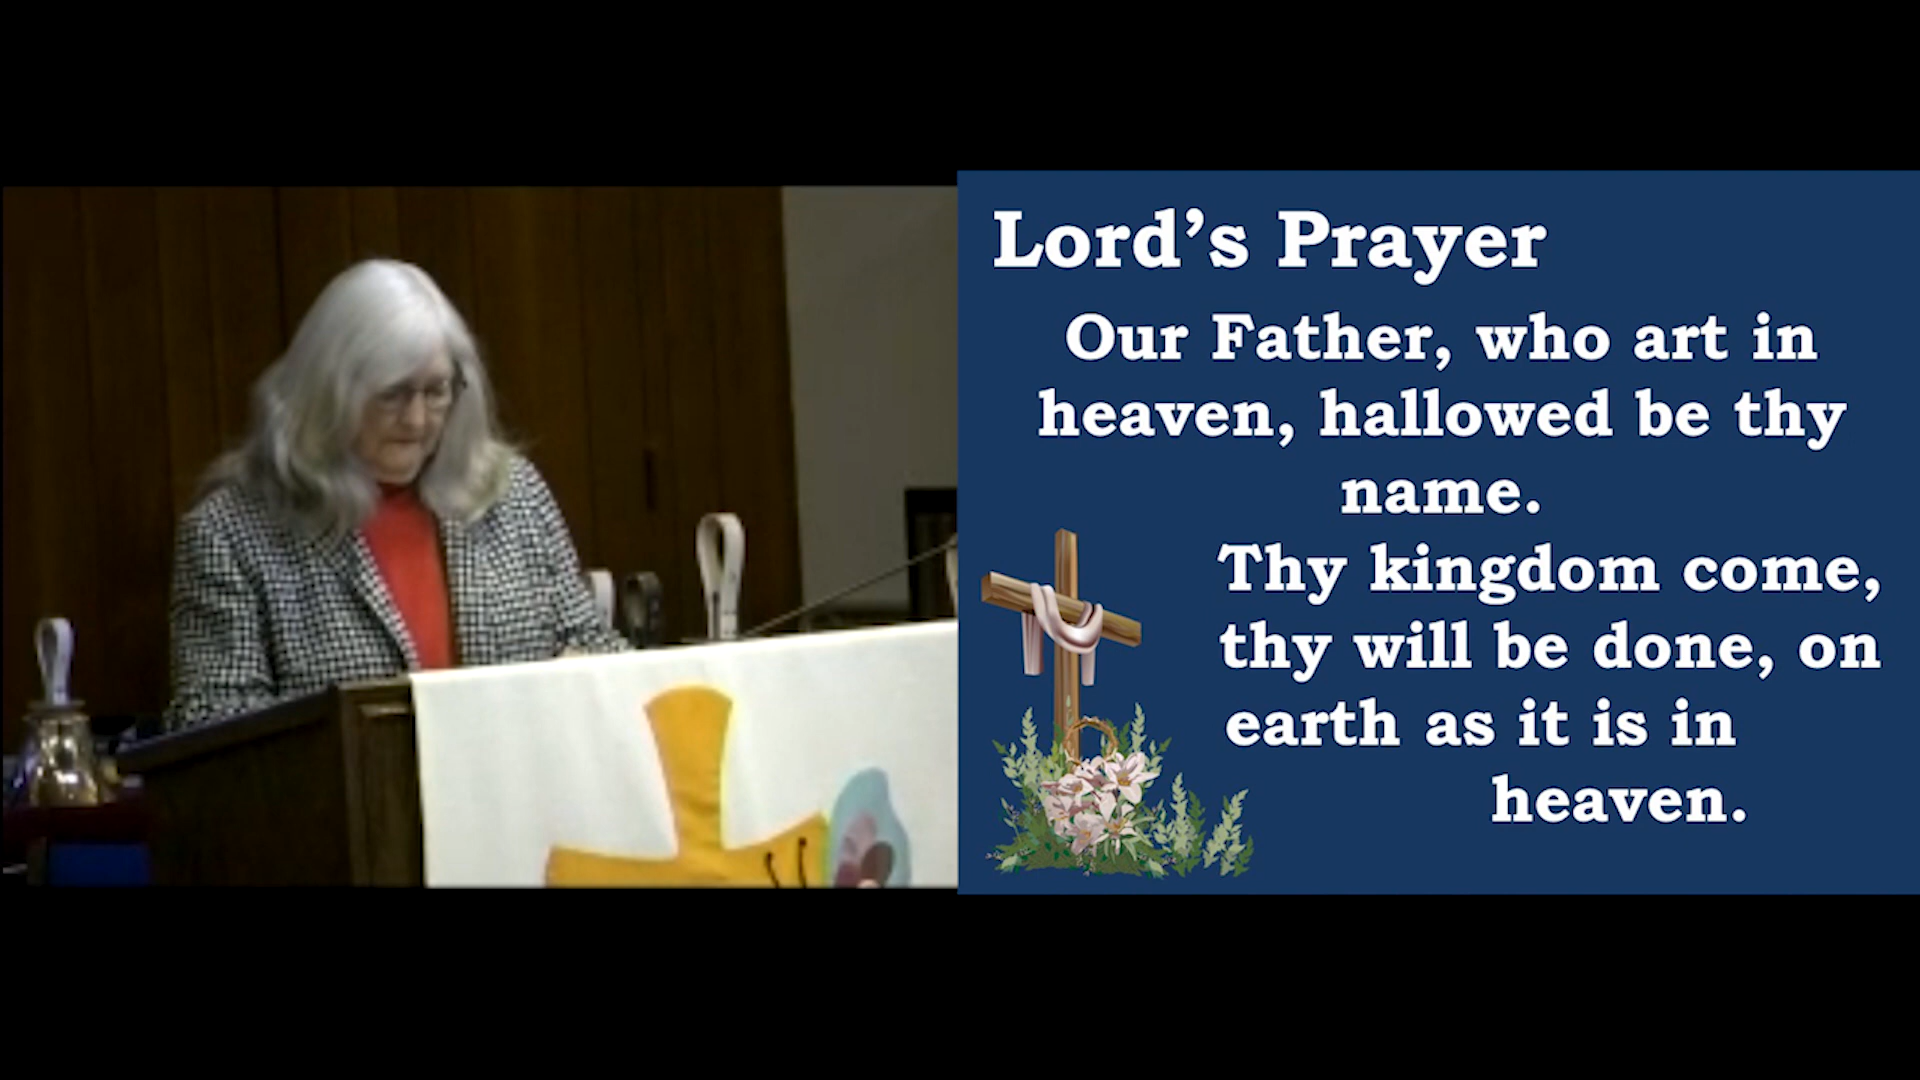 Lord’s Prayer
Our Father, who art in
heaven, hallowed be thy
name.
Thy kingdom come,
thy will be done, on
earth as it is in
heaven.